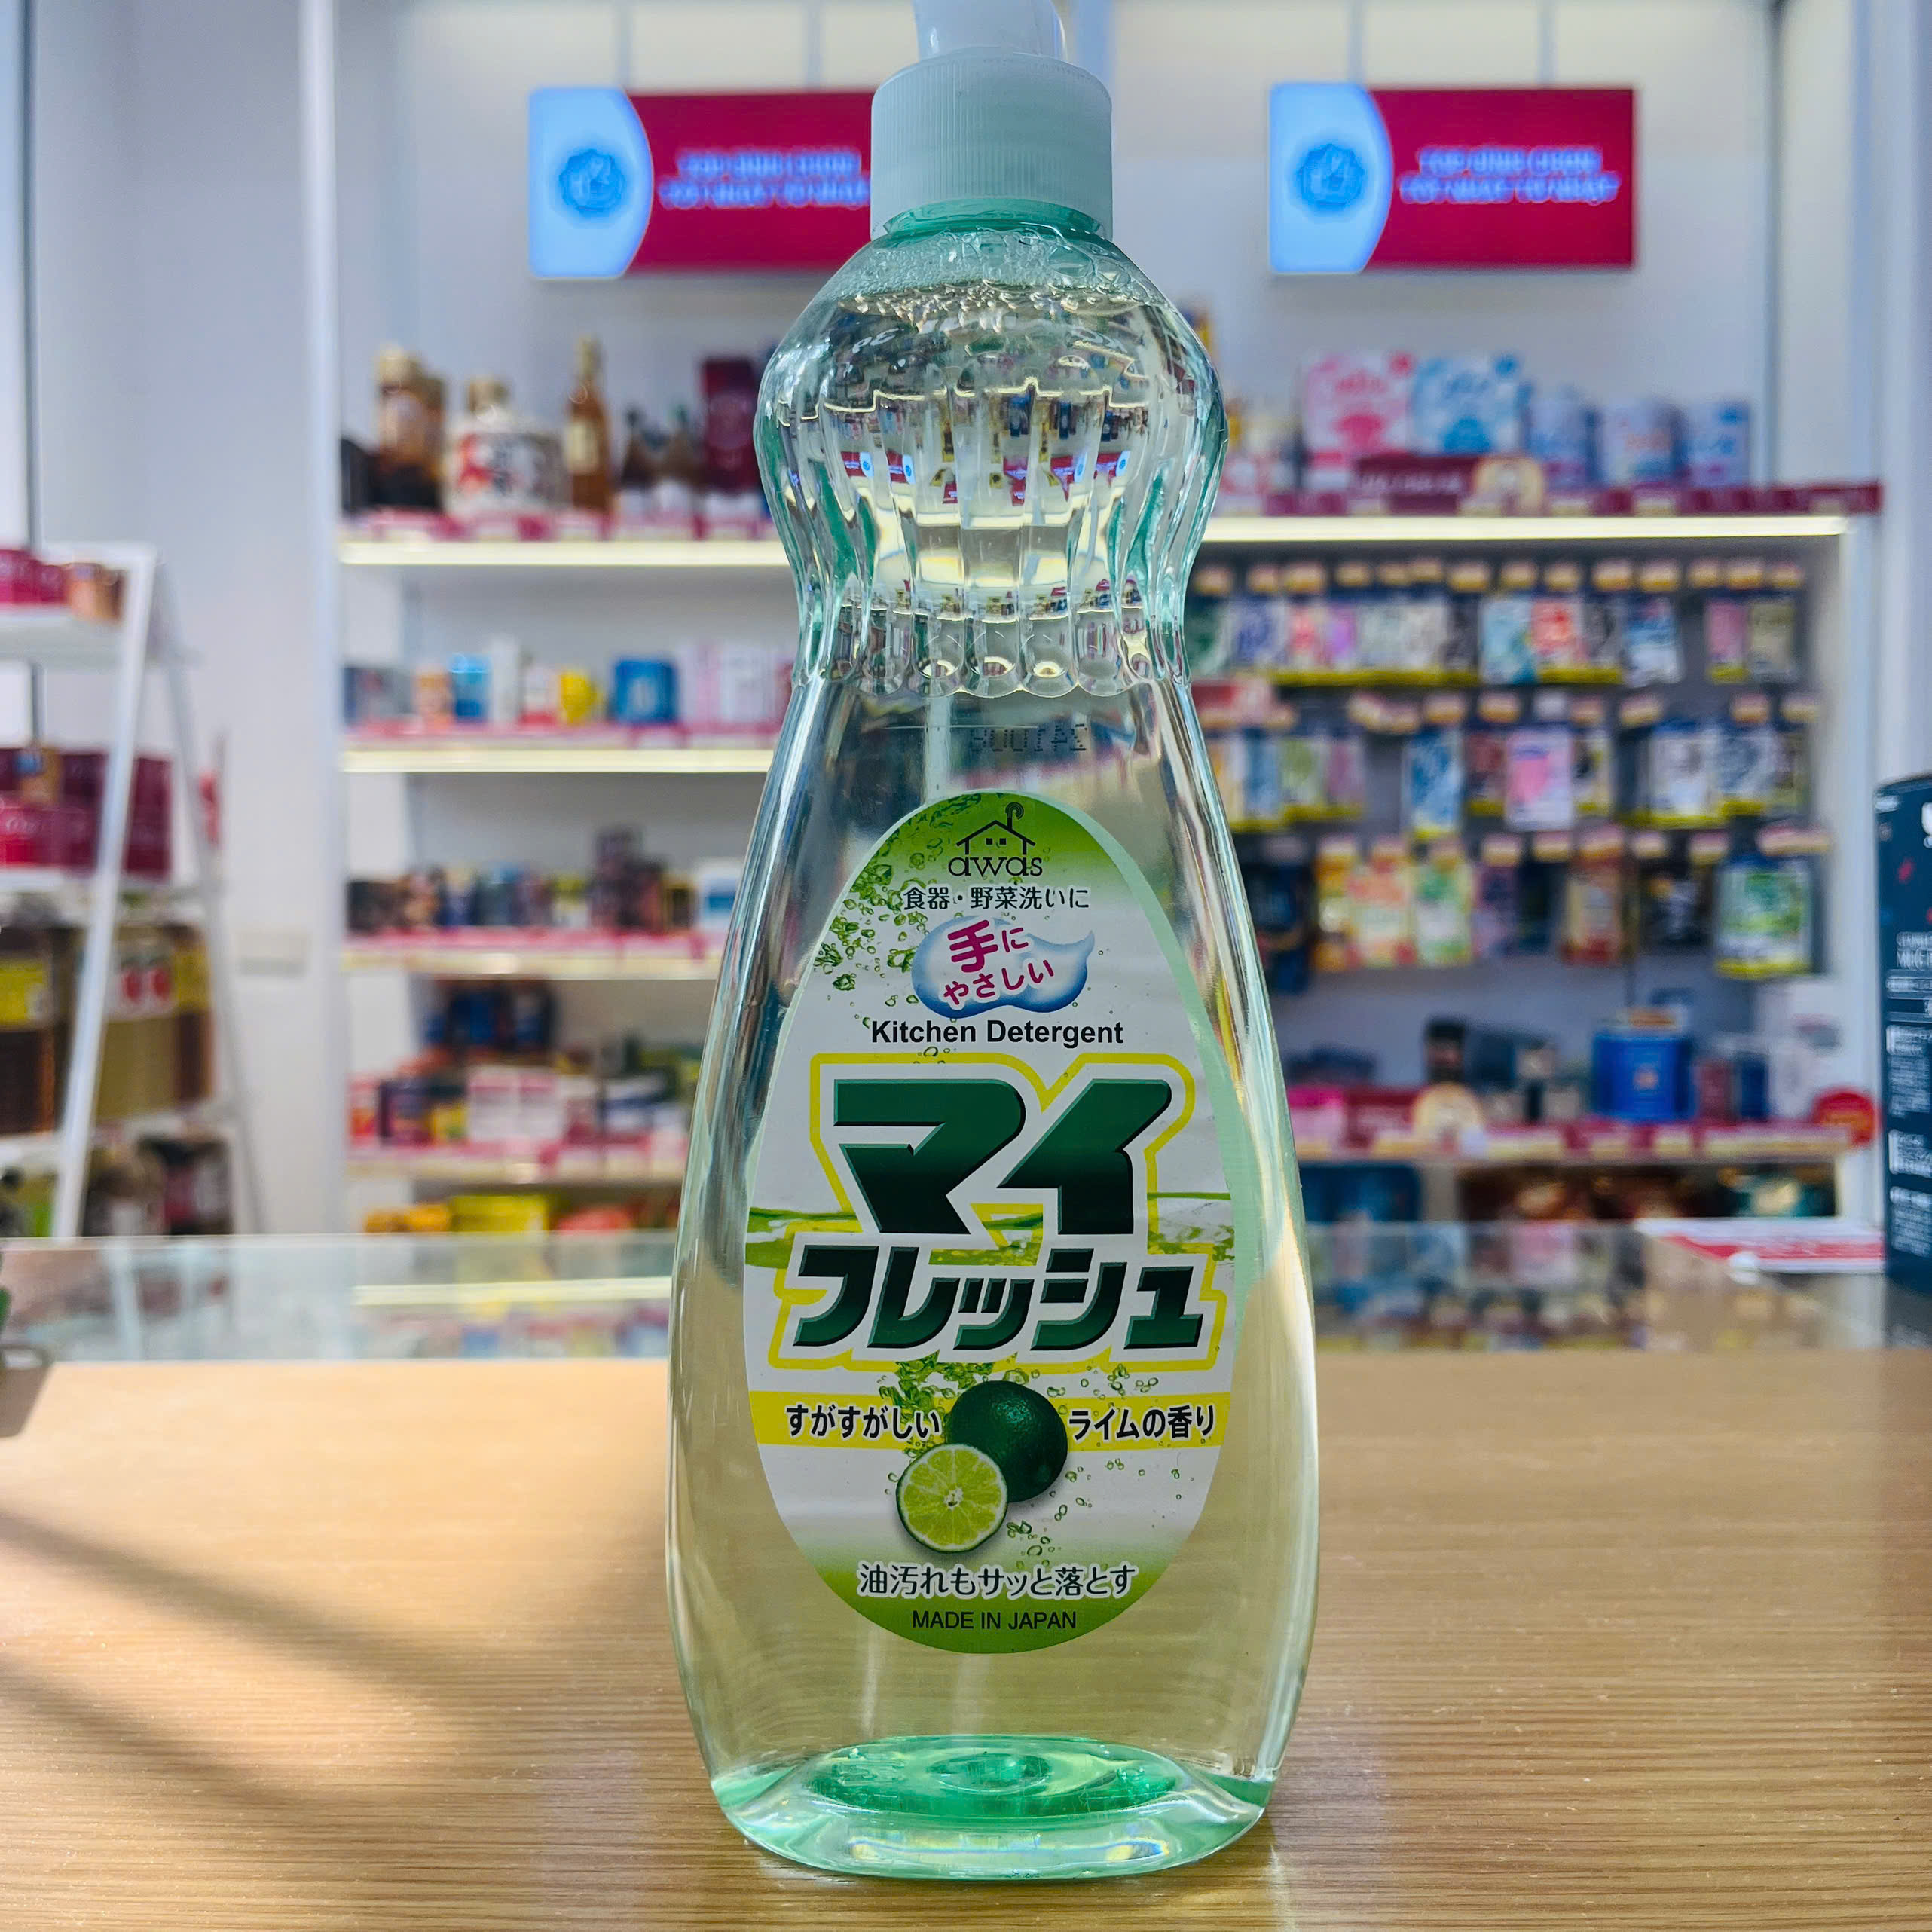 awas
食器・野菜洗いに
手に
やさしい
Kitchen Detergent
マイ
フレッシュ
すがすがしい ライムの香り
油汚れもサッと落とす
MADE IN JAPAN